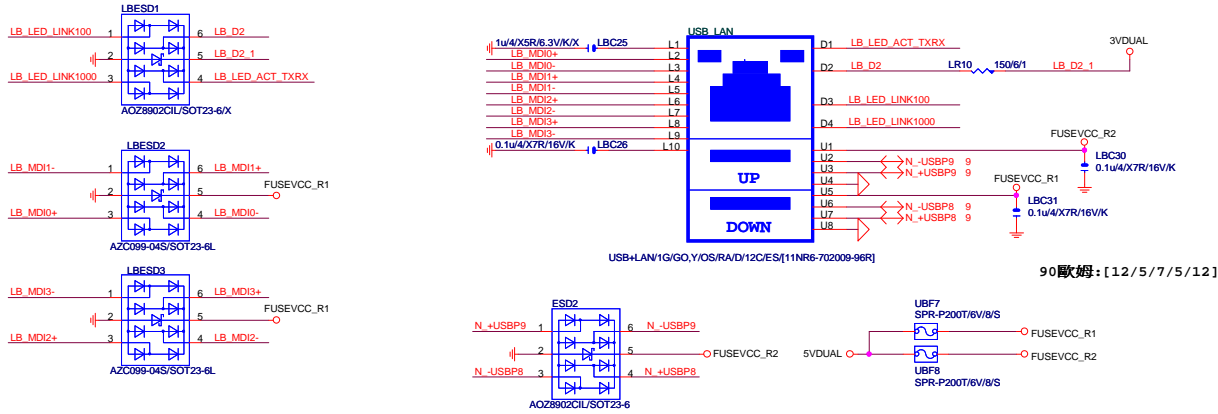 LBESD1
LB_LED_LINK100 1 6 LB_D2
2 5 LB_D2_1
LB_LED_LINK1000 3 4 LB_LED_ACT_TXRX
AOZ8902CIL/SOT23-6/X
LBESD2
LB_MDI1- 1 6 LB_MDI1+
2 5 FUSEVCC_R1
LB_MDI0+ 3 4 LB_MDI0-
AZC099-04S/SOT23-6L
LBESD3
LB_MDI3- 1 6 LB_MDI3+
2 5 FUSEVCC_R1
LB_MDI2+ 3 4 LB_MDI2-
AZC099-04S/SOT23-6L
USB_LAN
1u/4/X5R/6.3V/K/X LBC25 L1
LB_MDI0+ L2
LB_MDI0- L3
LB_MDI1+ L4
LB_MDI1- L5
LB_MDI2+ L6
LB_MDI2- L7
LB_MDI3+ L8
LB_MDI3- L9
0.1u/4/X7R/16V/K LBC26 L10
UP
DOWN
D1 LB_LED_ACT_TXRX
D2 LB_D2 LR10 150/6/1 LB_D2_1 3VDUAL
D3 LB_LED_LINK100
D4 LB_LED_LINK1000
U1 FUSEVCC_R2
U2 N_-USBP9 9
U3 N_+USBP9 9
U4
U5 FUSEVCC_R1
U6 N_-USBP8 9
U7 N_+USBP8 9
U8
LBC30
0.1u/4/X7R/16V/K
LBC31
0.1u/4/X7R/16V/K
USB+LAN/1G/GO,Y/OS/RA/D/12C/ES/[11NR6-702009-96R]
90歐姆:[12/5/7/5/12]
ESD2
N_+USBP9 1 6 N_-USBP9
2 5 FUSEVCC_R2
N_-USBP8 3 4 N_+USBP8
AOZ8902CIL/SOT23-6
UBF7
SPR-P200T/6V/8/S
FUSEVCC_R1
5VDUAL
FUSEVCC_R2
UBF8
SPR-P200T/6V/8/S